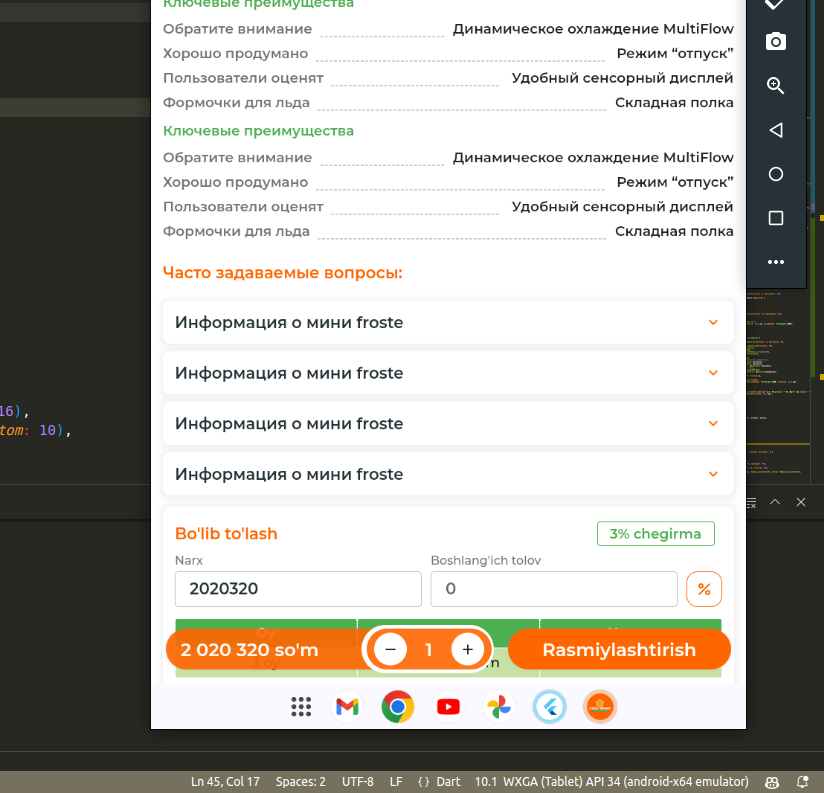 Ключевые преимущества
Обратите внимание Динамическое охлаждение MultiFlow
Хорошо продумано Режим “отпуск”
Пользователи оценят Удобный сенсорный дисплей
Формочки для льда Складная полка
Ключевые преимущества
Обратите внимание Динамическое охлаждение MultiFlow
Хорошо продумано Режим “отпуск”
Пользователи оценят Удобный сенсорный дисплей
Формочки для льда Складная полка
Часто задаваемые вопросы:
Информация о мини froste
Информация о мини froste
16),
Информация о мини froste
tom: 10),
Информация о мини froste
Bo'lib to'lash 3% chegirma
Narx Boshlang'ich tolov
2020320 0 %
Oy
2 020 320 so'm − 1 + Rasmiylashtirish
3 oy
Ln 45, Col 17 Spaces: 2 UTF-8 LF {} Dart 10.1 WXGA (Tablet) API 34 (android-x64 emulator)